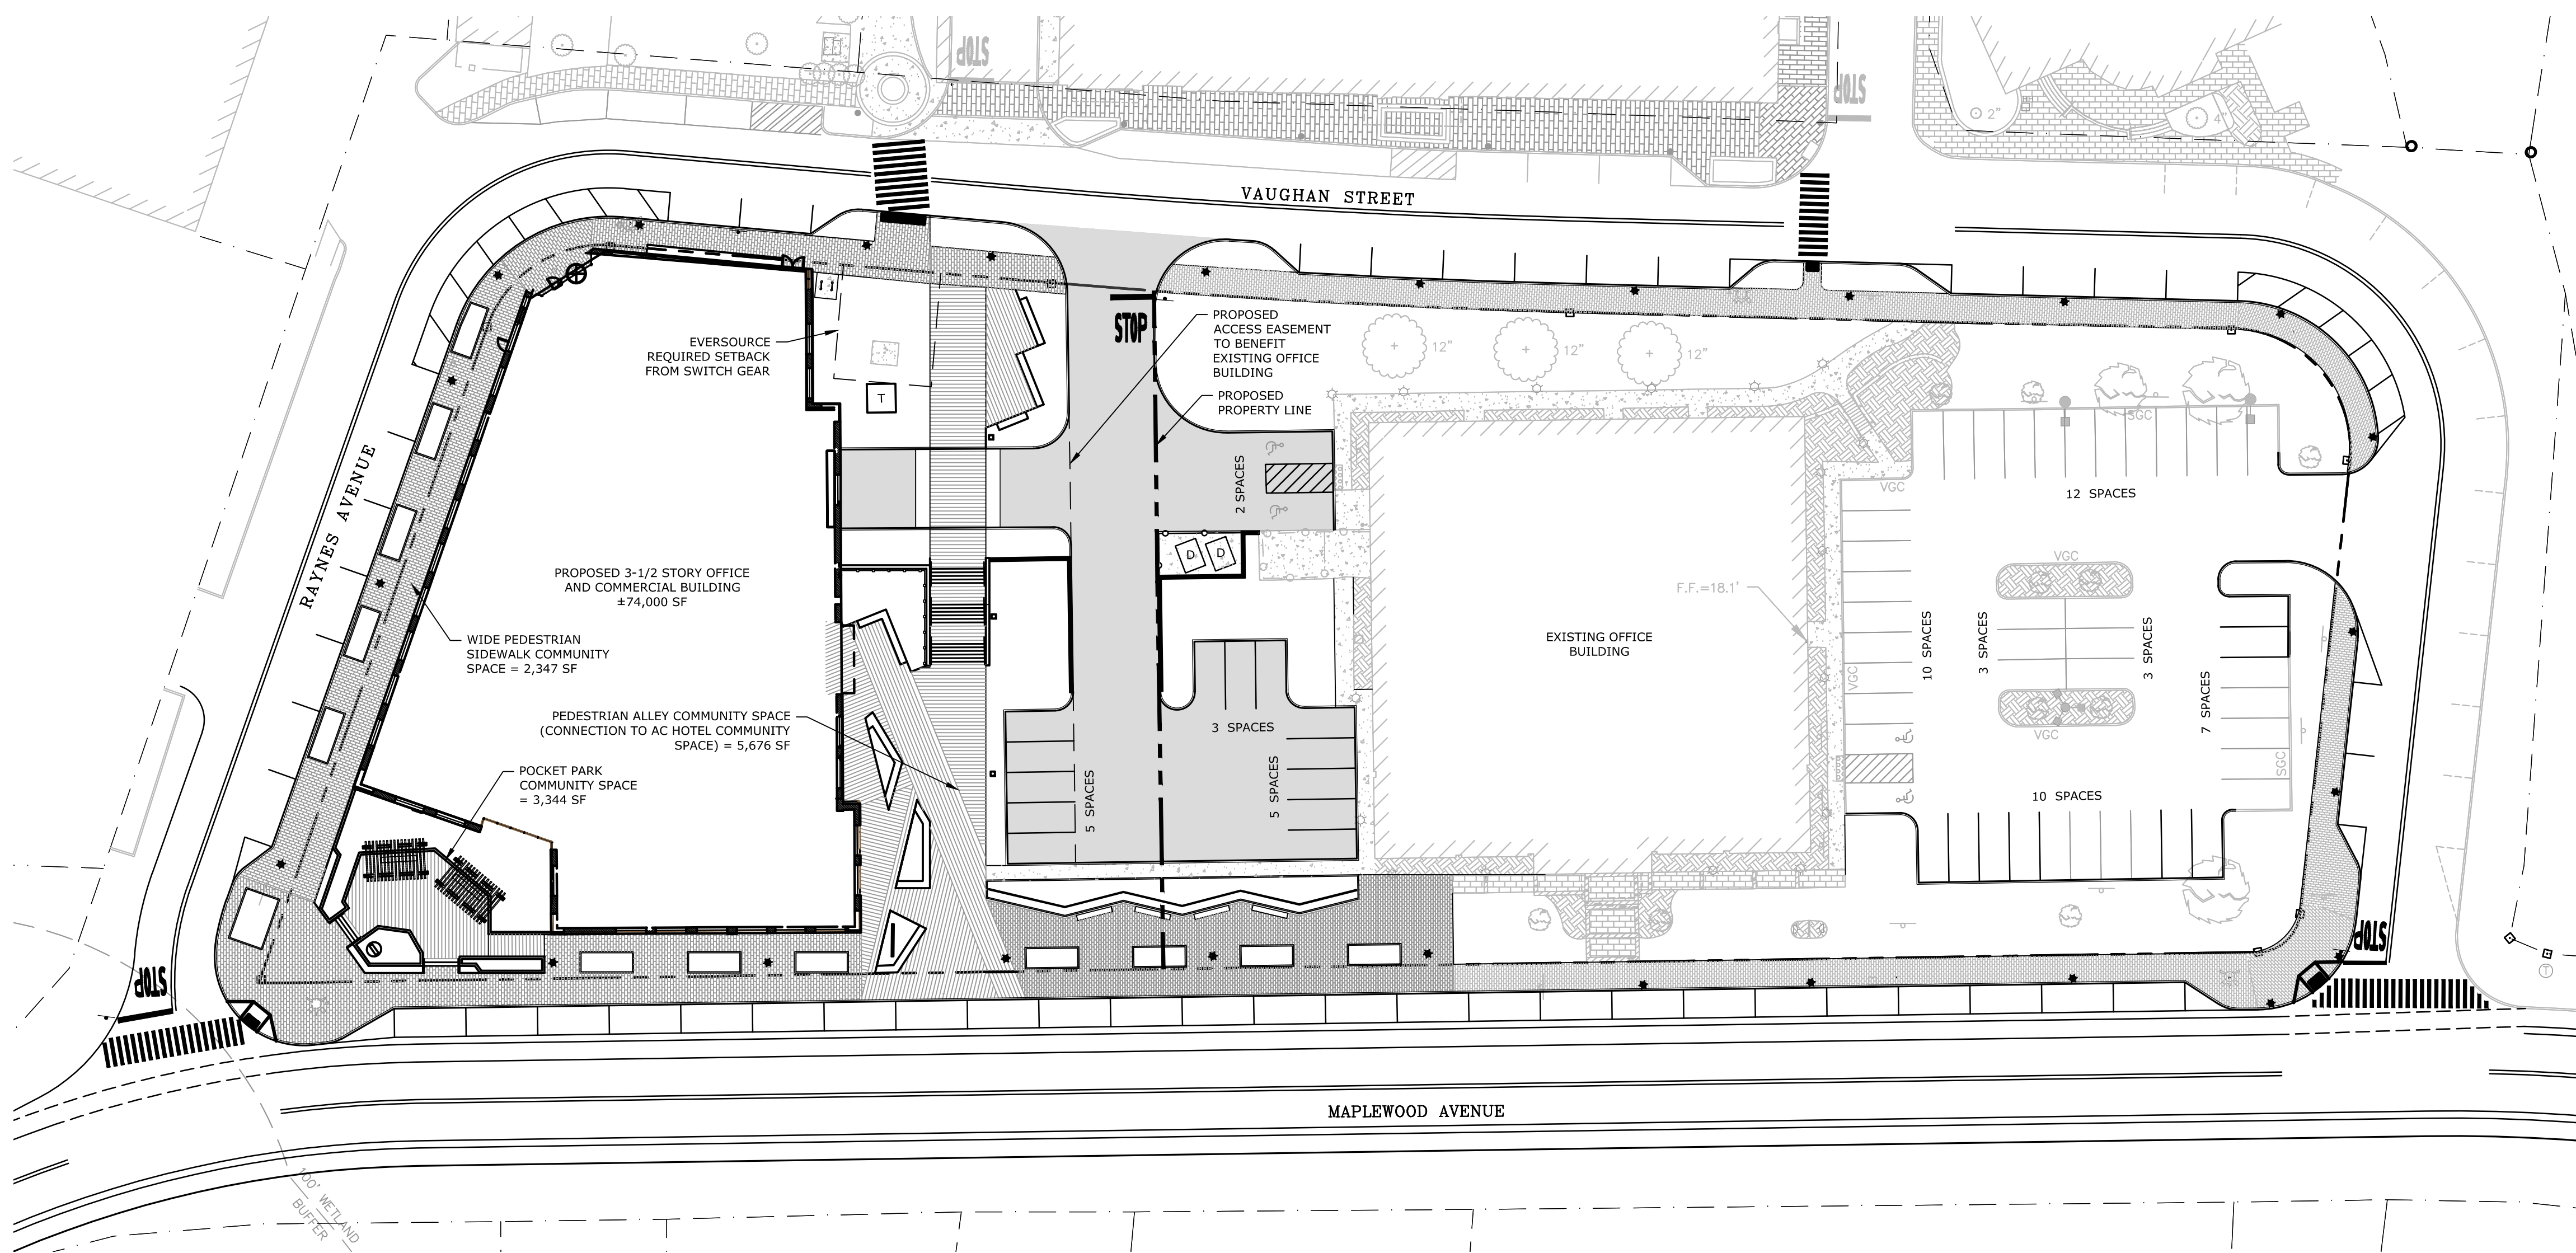 STOP
STOP
2"
4"
VAUGHAN STREET
STOP
PROPOSED
ACCESS EASEMENT
TO BENEFIT
EXISTING OFFICE
BUILDING
EVERSOURCE
REQUIRED SETBACK
FROM SWITCH GEAR
12"
12"
12"
T
PROPOSED
PROPERTY LINE
SGC
RAYNES AVENUE
2 SPACES
VGC
12 SPACES
D
D
VGC
PROPOSED 3-1/2 STORY OFFICE
AND COMMERCIAL BUILDING
±74,000 SF
F.F.=18.1'
WIDE PEDESTRIAN
SIDEWALK COMMUNITY
SPACE = 2,347 SF
EXISTING OFFICE
BUILDING
10 SPACES
3 SPACES
3 SPACES
VGC
7 SPACES
PEDESTRIAN ALLEY COMMUNITY SPACE
(CONNECTION TO AC HOTEL COMMUNITY
SPACE) = 5,676 SF
3 SPACES
VGC
SGC
POCKET PARK
COMMUNITY SPACE
= 3,344 SF
5 SPACES
5 SPACES
10 SPACES
STOP
STOP
T
MAPLEWOOD AVENUE
100' WETLAND
BUFFER